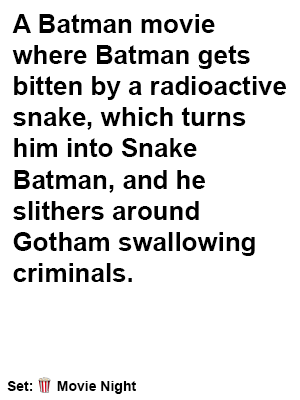 A Batman movie
where Batman gets
bitten by a radioactive
snake, which turns
him into Snake
Batman, and he
slithers around
Gotham swallowing
criminals.
Set: 🍿 Movie Night